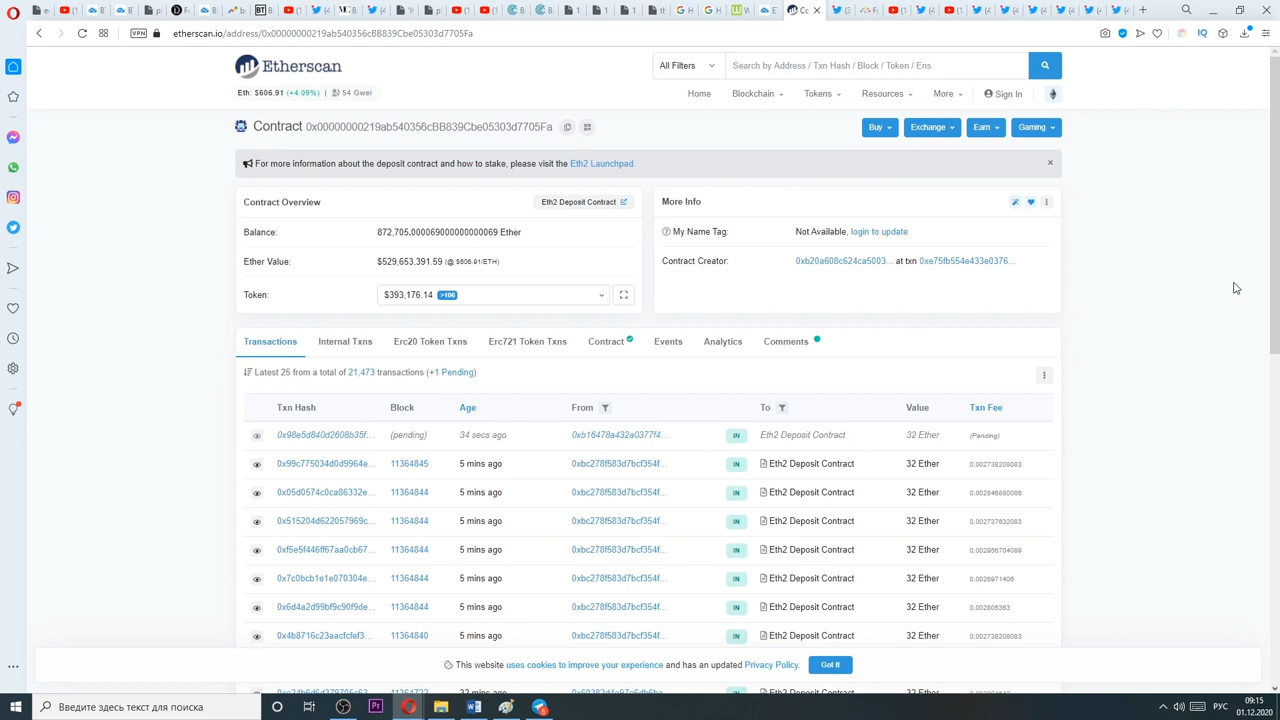 VPN
etherscan.io/address/0x00000000219ab540356cBB839Cbe05303d7705Fa
Etherscan
All Filters
Search by Address / Txn Hash / Block / Token / Ens
Eth: $606.91 (+4.09%) | 54 Gwei
Home
Blockchain
Tokens
Resources
More
Sign In
Contract 0x00000000219ab540356cBB839Cbe05303d7705Fa
Buy
Exchange
Earn
Gaming
For more information about the deposit contract and how to stake, please visit the Eth2 Launchpad.
Contract Overview
Eth2 Deposit Contract
Balance: 872,705.000069000000000069 Ether
Ether Value: $529,653,391.59 (@ $606.91/ETH)
Token: $393,176.14 >106
More Info
My Name Tag: Not Available, login to update
Contract Creator: 0xb20a608c624ca5003... at txn 0xe75fb554e433e0376...
Transactions
Internal Txns
Erc20 Token Txns
Erc721 Token Txns
Contract
Events
Analytics
Comments
Latest 25 from a total of 21,473 transactions (+1 Pending)
Txn Hash Block Age From To Value Txn Fee
0x98e5d840d2608b35f... (pending) 34 secs ago 0xb16478a432a0377f4... IN Eth2 Deposit Contract 32 Ether (Pending)
0x99c775034d0d9964e... 11364845 5 mins ago 0xbc278f583d7bcf354f... IN Eth2 Deposit Contract 32 Ether 0.002738208083
0x05d0574c0ca86332e... 11364844 5 mins ago 0xbc278f583d7bcf354f... IN Eth2 Deposit Contract 32 Ether 0.002846880086
0x515204d622057969c... 11364844 5 mins ago 0xbc278f583d7bcf354f... IN Eth2 Deposit Contract 32 Ether 0.002737632083
0xf5e5f446ff67aa0cb67... 11364844 5 mins ago 0xbc278f583d7bcf354f... IN Eth2 Deposit Contract 32 Ether 0.002966704089
0x7c0bcb1e1e070304e... 11364844 5 mins ago 0xbc278f583d7bcf354f... IN Eth2 Deposit Contract 32 Ether 0.0026971406
0x6d4a2d99bf9c90f9de... 11364844 5 mins ago 0xbc278f583d7bcf354f... IN Eth2 Deposit Contract 32 Ether 0.002805363
0x4b8716c23aacfcfef3... 11364840 5 mins ago 0xbc278f583d7bcf354f... IN Eth2 Deposit Contract 32 Ether 0.002738208083
This website uses cookies to improve your experience and has an updated Privacy Policy.
Got It
Введите здесь текст для поиска
РУС
09:15
01.12.2020